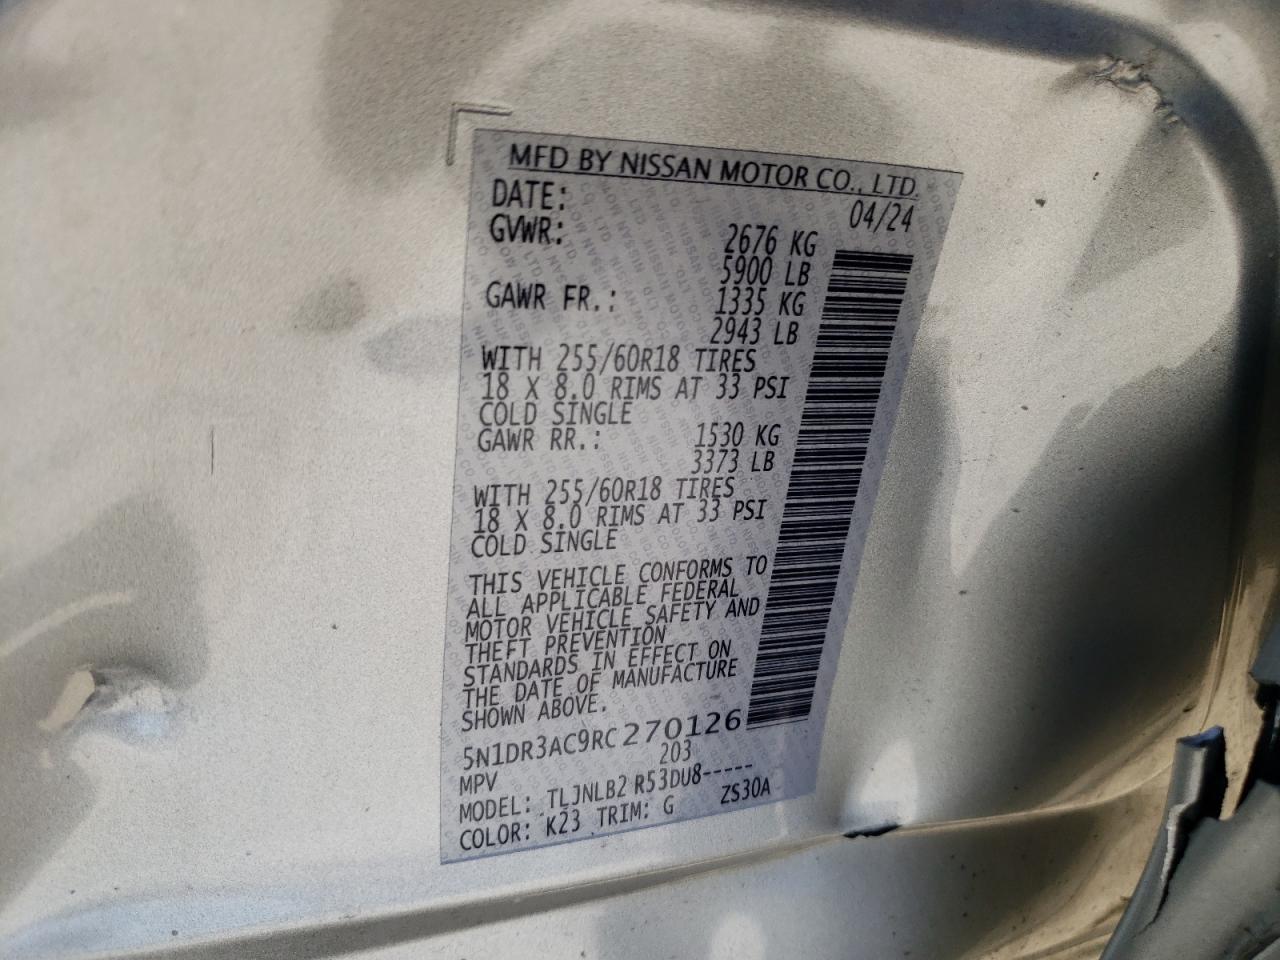 MFD BY NISSAN MOTOR CO., LTD.
DATE: 04/24
GVWR: 2676 KG
5900 LB
GAWR FR.: 1335 KG
2943 LB
WITH 255/60R18 TIRES
18 X 8.0 RIMS AT 33 PSI
COLD SINGLE
GAWR RR.: 1530 KG
3373 LB
WITH 255/60R18 TIRES
18 X 8.0 RIMS AT 33 PSI
COLD SINGLE
THIS VEHICLE CONFORMS TO
ALL APPLICABLE FEDERAL
MOTOR VEHICLE SAFETY AND
THEFT PREVENTION
STANDARDS IN EFFECT ON
THE DATE OF MANUFACTURE
SHOWN ABOVE.
5N1DR3AC9RC270126
MPV 203
MODEL: TLJNLB2 R53DU8-----
COLOR: K23 TRIM: G ZS30A